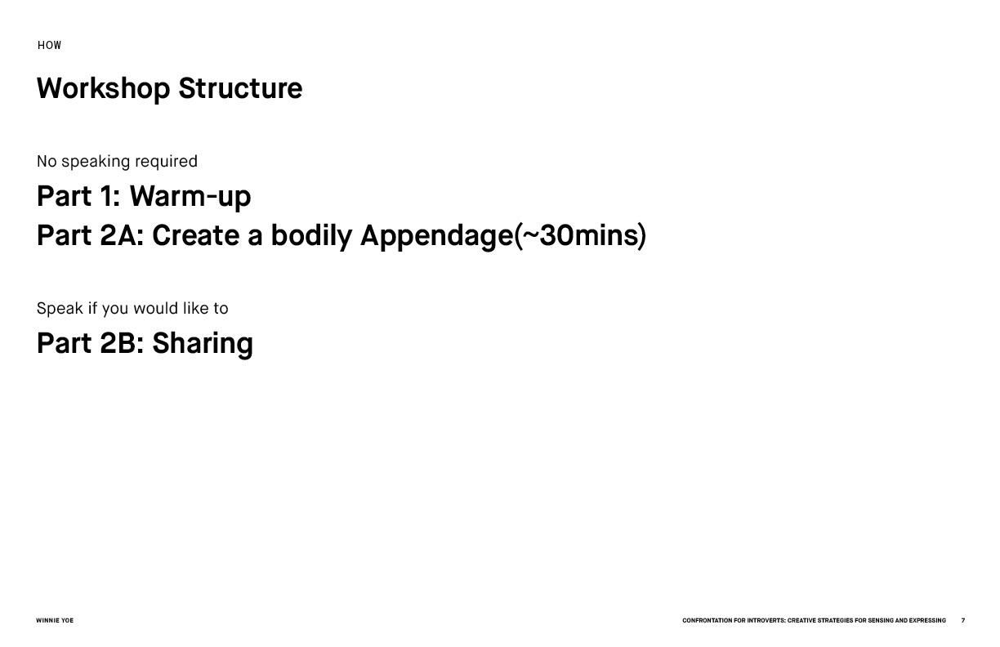 HOW
Workshop Structure
No speaking required
Part 1: Warm-up
Part 2A: Create a bodily Appendage(~30mins)
Speak if you would like to
Part 2B: Sharing
WINNIE YOE
CONFRONTATION FOR INTROVERTS: CREATIVE STRATEGIES FOR SENSING AND EXPRESSING 7